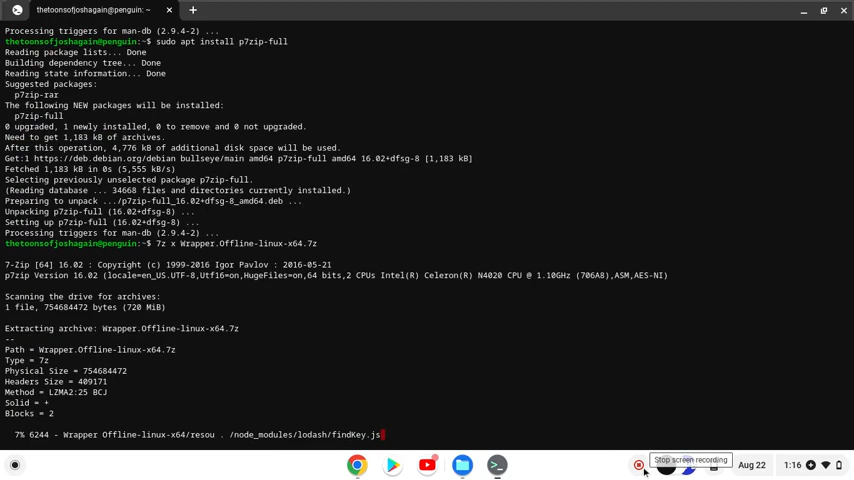 thetoonsofjoshagain@penguin: ~
Processing triggers for man-db (2.9.4-2) ...
thetoonsofjoshagain@penguin:~$ sudo apt install p7zip-full
Reading package lists... Done
Building dependency tree... Done
Reading state information... Done
Suggested packages:
p7zip-rar
The following NEW packages will be installed:
p7zip-full
0 upgraded, 1 newly installed, 0 to remove and 0 not upgraded.
Need to get 1,183 kB of archives.
After this operation, 4,776 kB of additional disk space will be used.
Get:1 https://deb.debian.org/debian bullseye/main amd64 p7zip-full amd64 16.02+dfsg-8 [1,183 kB]
Fetched 1,183 kB in 0s (5,555 kB/s)
Selecting previously unselected package p7zip-full.
(Reading database ... 34668 files and directories currently installed.)
Preparing to unpack .../p7zip-full_16.02+dfsg-8_amd64.deb ...
Unpacking p7zip-full (16.02+dfsg-8) ...
Setting up p7zip-full (16.02+dfsg-8) ...
Processing triggers for man-db (2.9.4-2) ...
thetoonsofjoshagain@penguin:~$ 7z x Wrapper.Offline-linux-x64.7z
7-Zip [64] 16.02 : Copyright (c) 1999-2016 Igor Pavlov : 2016-05-21
p7zip Version 16.02 (locale=en_US.UTF-8,Utf16=on,HugeFiles=on,64 bits,2 CPUs Intel(R) Celeron(R) N4020 CPU @ 1.10GHz (706A8),ASM,AES-NI)
Scanning the drive for archives:
1 file, 754684472 bytes (720 MiB)
Extracting archive: Wrapper.Offline-linux-x64.7z
--
Path = Wrapper.Offline-linux-x64.7z
Type = 7z
Physical Size = 754684472
Headers Size = 409171
Method = LZMA2:25 BCJ
Solid = +
Blocks = 2
7% 6244 - Wrapper Offline-linux-x64/resou . /node_modules/lodash/findKey.js
Stop screen recording
Aug 22
1:16